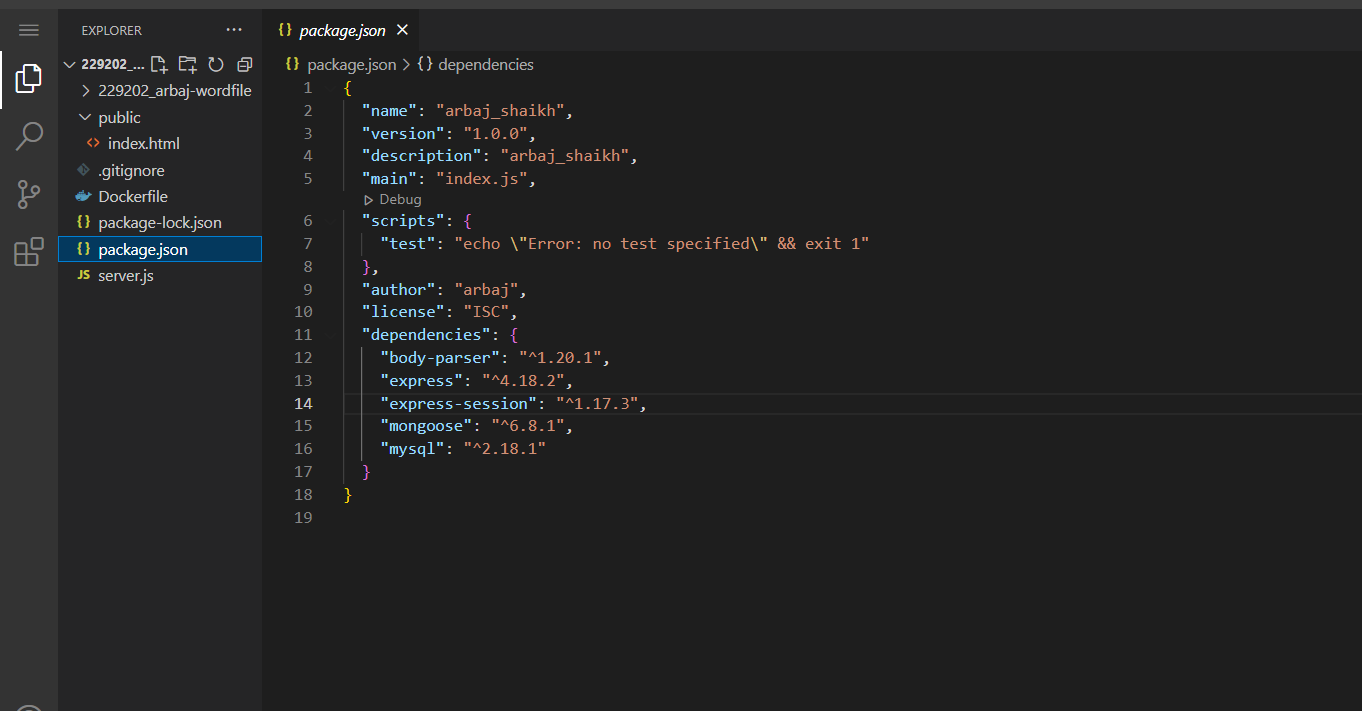 EXPLORER
229202_...
229202_arbaj-wordfile
public
<> index.html
.gitignore
Dockerfile
{} package-lock.json
{} package.json
JS server.js
{} package.json
{} package.json > {} dependencies
1 {
2 "name": "arbaj_shaikh",
3 "version": "1.0.0",
4 "description": "arbaj_shaikh",
5 "main": "index.js",
Debug
6 "scripts": {
7 "test": "echo \"Error: no test specified\" && exit 1"
8 },
9 "author": "arbaj",
10 "license": "ISC",
11 "dependencies": {
12 "body-parser": "^1.20.1",
13 "express": "^4.18.2",
14 "express-session": "^1.17.3",
15 "mongoose": "^6.8.1",
16 "mysql": "^2.18.1"
17 }
18 }
19